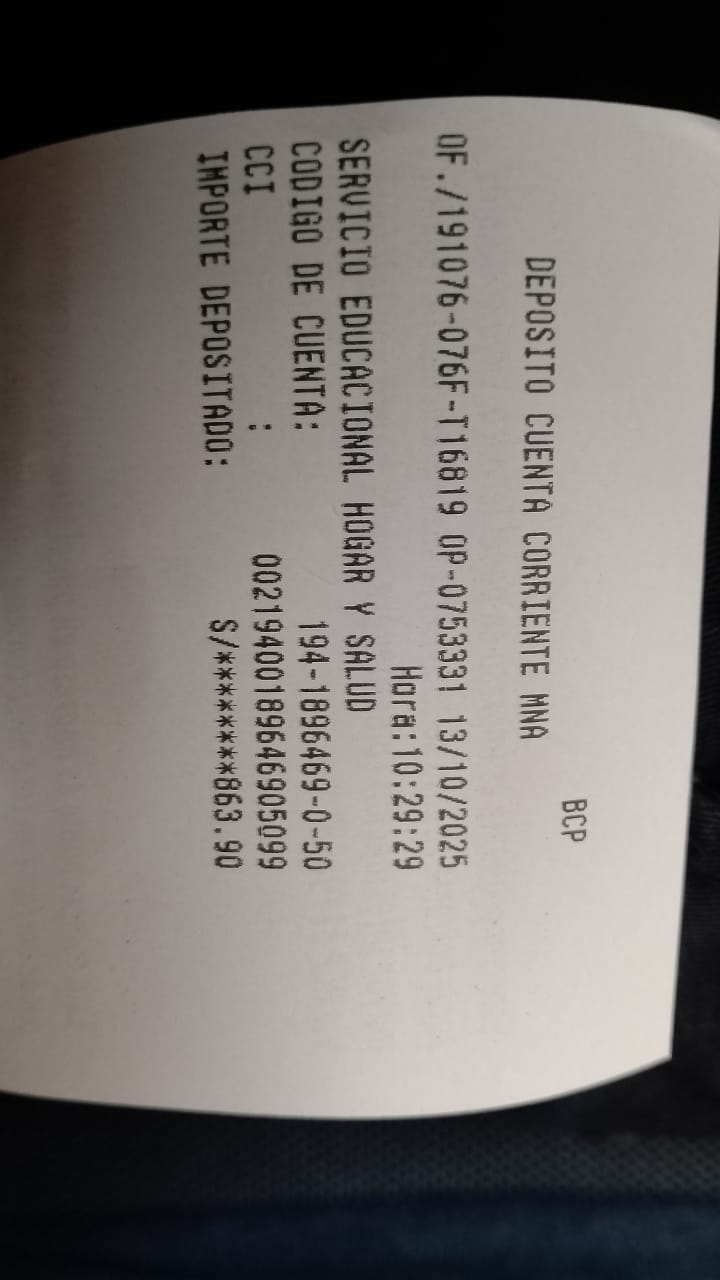 BCP
DEPOSITO CUENTA CORRIENTE MNA
OF./191076-076F-T16819 OP-0753391 13/10/2025
Hora:10:29:29
SERVICIO EDUCACIONAL HOGAR Y SALUD
CODIGO DE CUENTA: 194-1896469-0-50
CCI : 00219400189646905099
IMPORTE DEPOSITADO: S/*********863.90